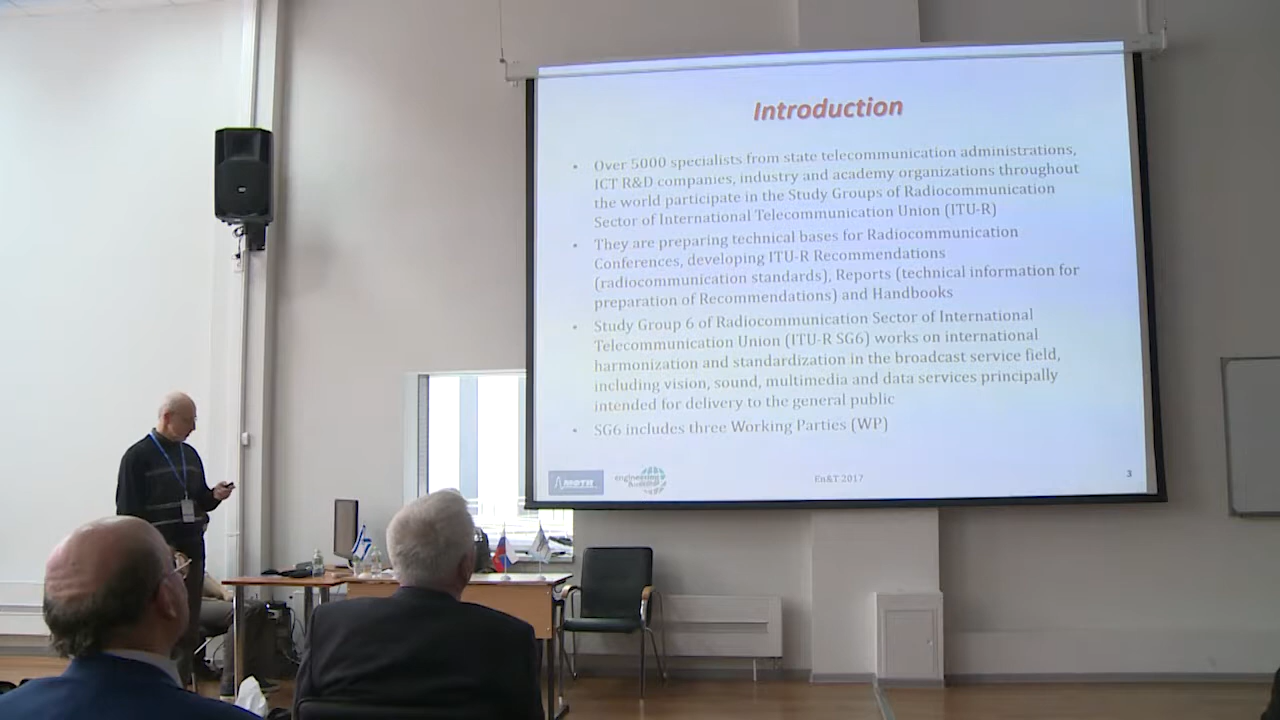 Introduction
• Over 5000 specialists from state telecommunication administrations,
ICT R&D companies, industry and academy organizations throughout
the world participate in the Study Groups of Radiocommunication
Sector of International Telecommunication Union (ITU-R)
• They are preparing technical bases for Radiocommunication
Conferences, developing ITU-R Recommendations
(radiocommunication standards), Reports (technical information for
preparation of Recommendations) and Handbooks
• Study Group 6 of Radiocommunication Sector of International
Telecommunication Union (ITU-R SG6) works on international
harmonization and standardization in the broadcast service field,
including vision, sound, multimedia and data services principally
intended for delivery to the general public
• SG6 includes three Working Parties (WP)
МФТИ
engineering
En&T 2017
3